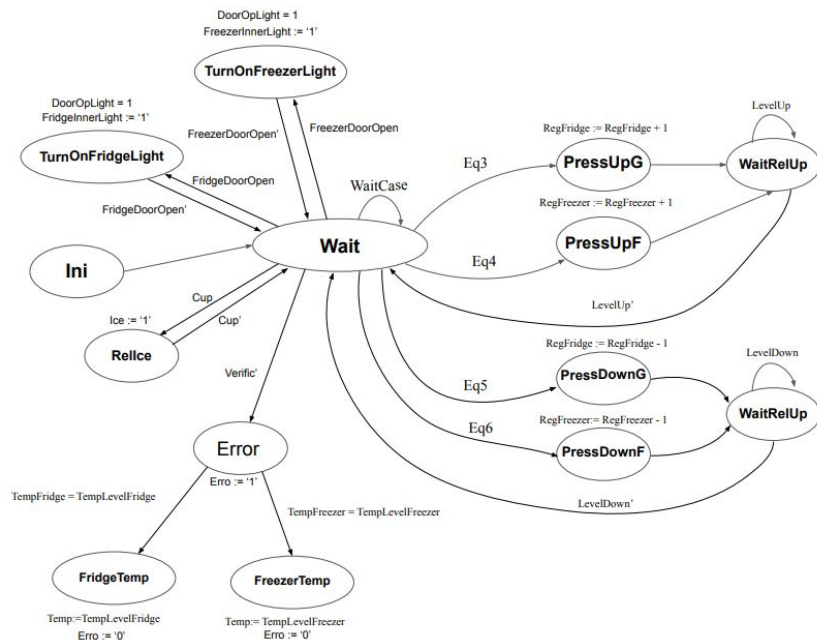 DoorOpLight = 1
FreezerInnerLight := ‘1’
TurnOnFreezerLight
DoorOpLight = 1
FridgeInnerLight := ‘1’
TurnOnFridgeLight
FreezerDoorOpen’
FreezerDoorOpen
FridgeDoorOpen
FridgeDoorOpen’
WaitCase
Wait
Ini
Eq3
RegFridge := RegFridge + 1
PressUpG
LevelUp
WaitRelUp
RegFreezer := RegFreezer + 1
PressUpF
Eq4
LevelUp’
Cup
Cup’
Ice := ‘1’
RelIce
Verific’
RegFridge := RegFridge - 1
PressDownG
Eq5
LevelDown
WaitRelUp
RegFreezer:= RegFreezer - 1
PressDownF
Eq6
LevelDown’
Error
Erro := ‘1’
TempFridge = TempLevelFridge
TempFreezer = TempLevelFreezer
FridgeTemp
FreezerTemp
Temp:=TempLevelFridge
Erro := ‘0’
Temp:= TempLevelFreezer
Erro := ‘0’